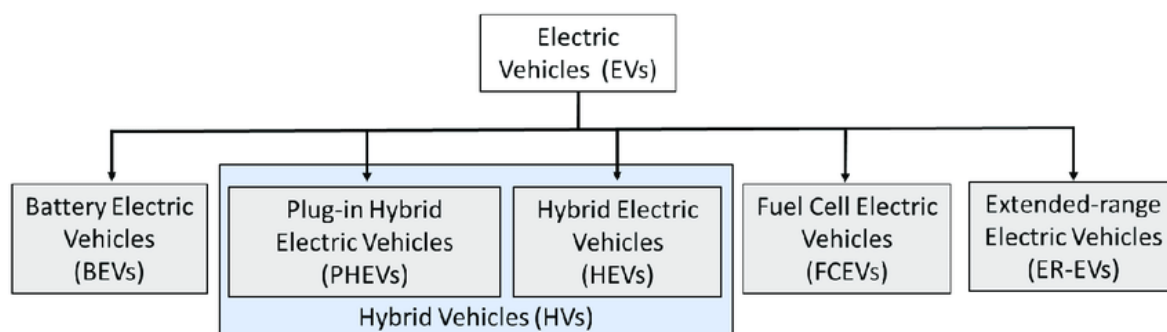 Electric
Vehicles (EVs)
Battery Electric
Vehicles
(BEVs)
Plug-in Hybrid
Electric Vehicles
(PHEVs)
Hybrid Electric
Vehicles
(HEVs)
Fuel Cell Electric
Vehicles
(FCEVs)
Extended-range
Electric Vehicles
(ER-EVs)
Hybrid Vehicles (HVs)